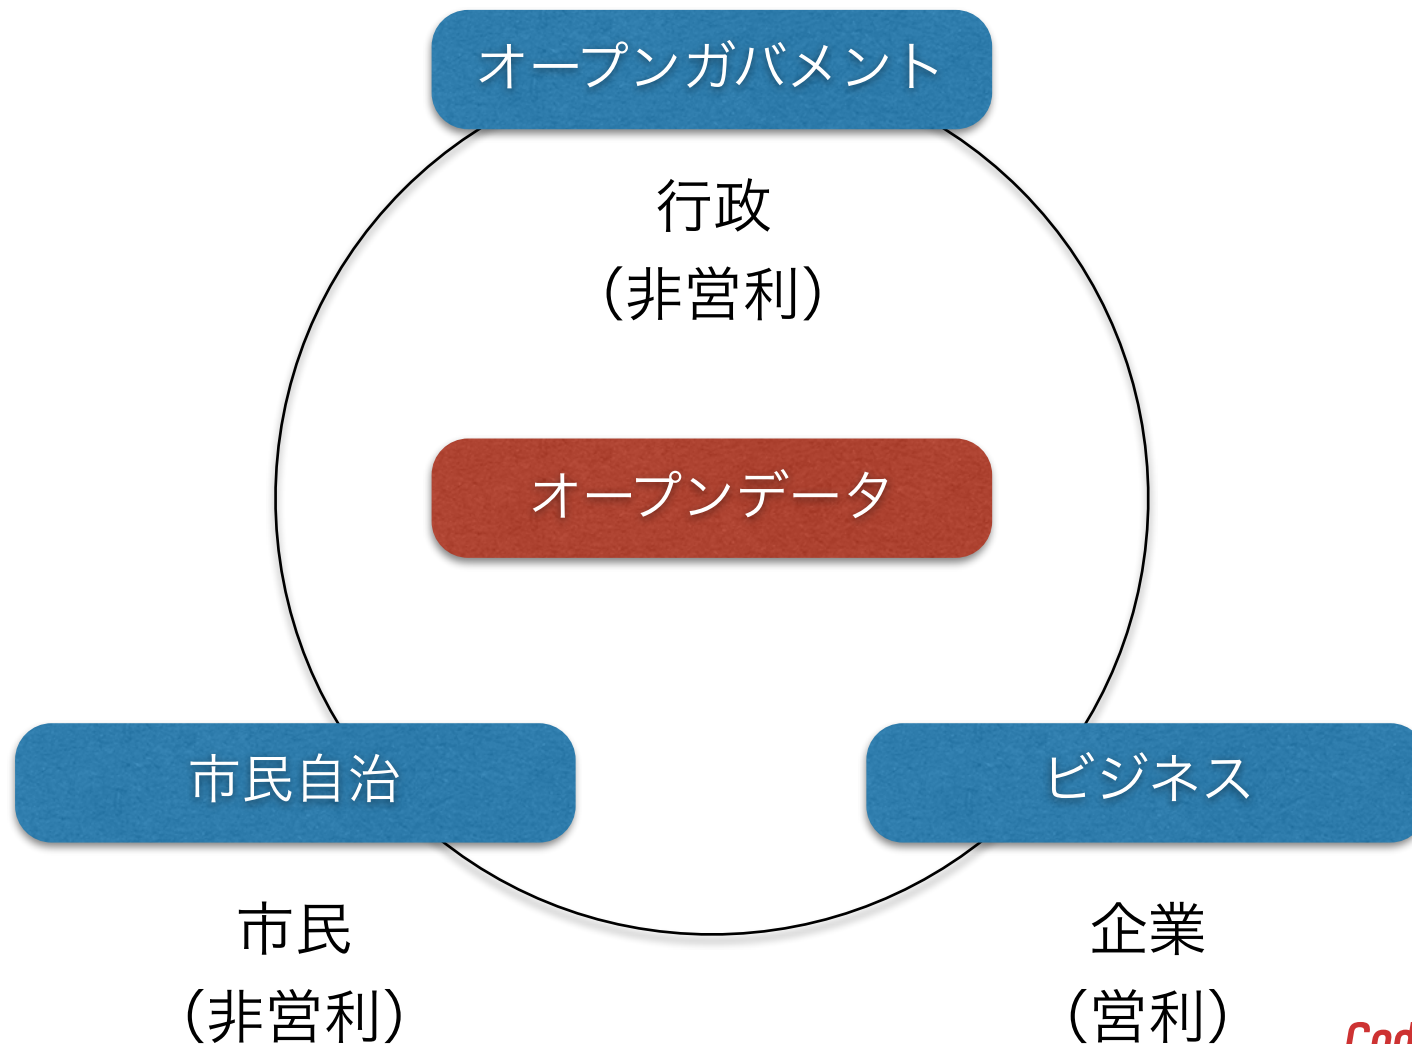 オープンガバメント
行政
（非営利）
オープンデータ
市民自治
ビジネス
市民
（非営利）
企業
（営利）